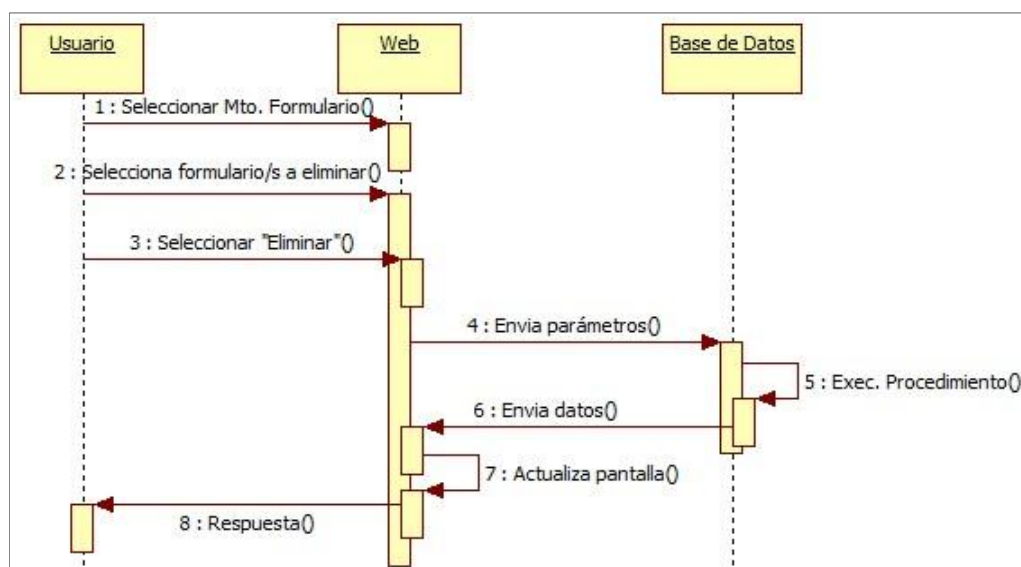 Usuario
Web
Base de Datos
1 : Seleccionar Mto. Formulario()
2 : Selecciona formulario/s a eliminar()
3 : Seleccionar "Eliminar"()
4 : Envia parámetros()
5 : Exec. Procedimiento()
6 : Envia datos()
7 : Actualiza pantalla()
8 : Respuesta()